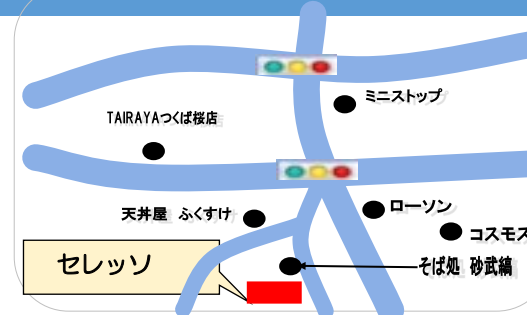 ミニストップ
TAIRAYAつくば桜店
天丼屋 ふくすけ
ローソン
コスモス
セレッソ
そば処 砂武縞